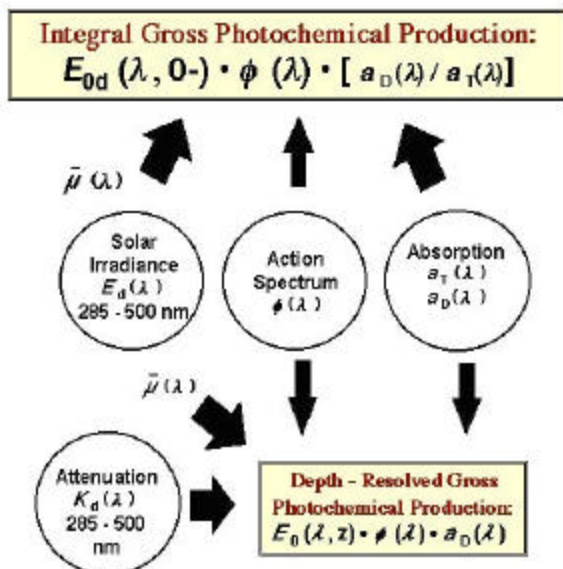 Integral Gross Photochemical Production:
E0d (λ, 0-) • ϕ (λ) • [ aD(λ) / aT(λ)]
μ̄ (λ)
Solar
Irradiance
Ed(λ)
285 - 500 nm
Action
Spectrum
ϕ(λ)
Absorption
aT(λ)
aD(λ)
μ̄(λ)
Attenuation
Kd(λ)
285 - 500
nm
Depth - Resolved Gross
Photochemical Production:
E0(λ, z) • ϕ (λ) • aD(λ)